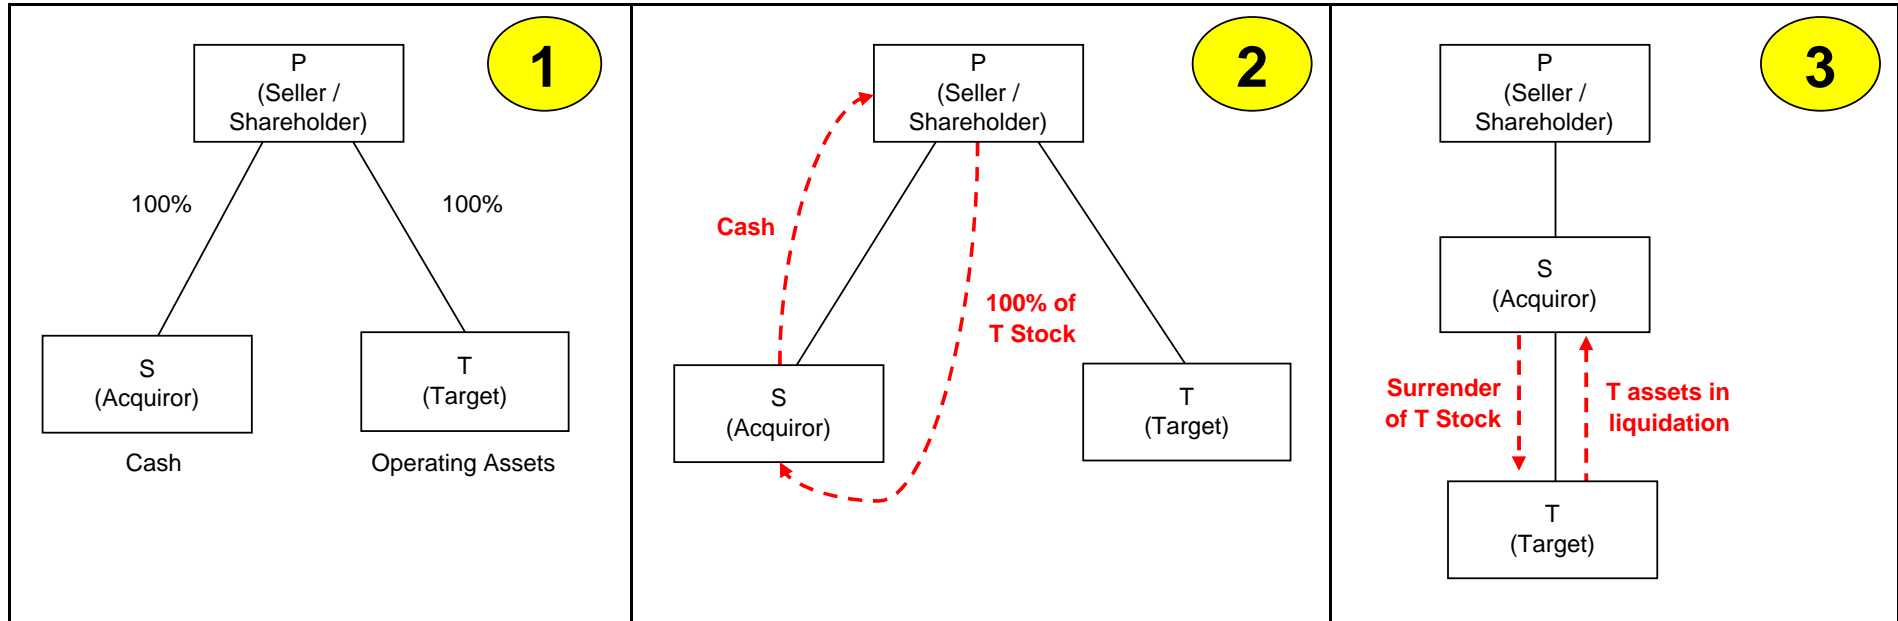 1
P
(Seller /
Shareholder)
100%
100%
S
(Acquiror)
T
(Target)
Cash
Operating Assets
2
P
(Seller /
Shareholder)
Cash
100% of
T Stock
S
(Acquiror)
T
(Target)
3
P
(Seller /
Shareholder)
S
(Acquiror)
Surrender
of T Stock
T assets in
liquidation
T
(Target)